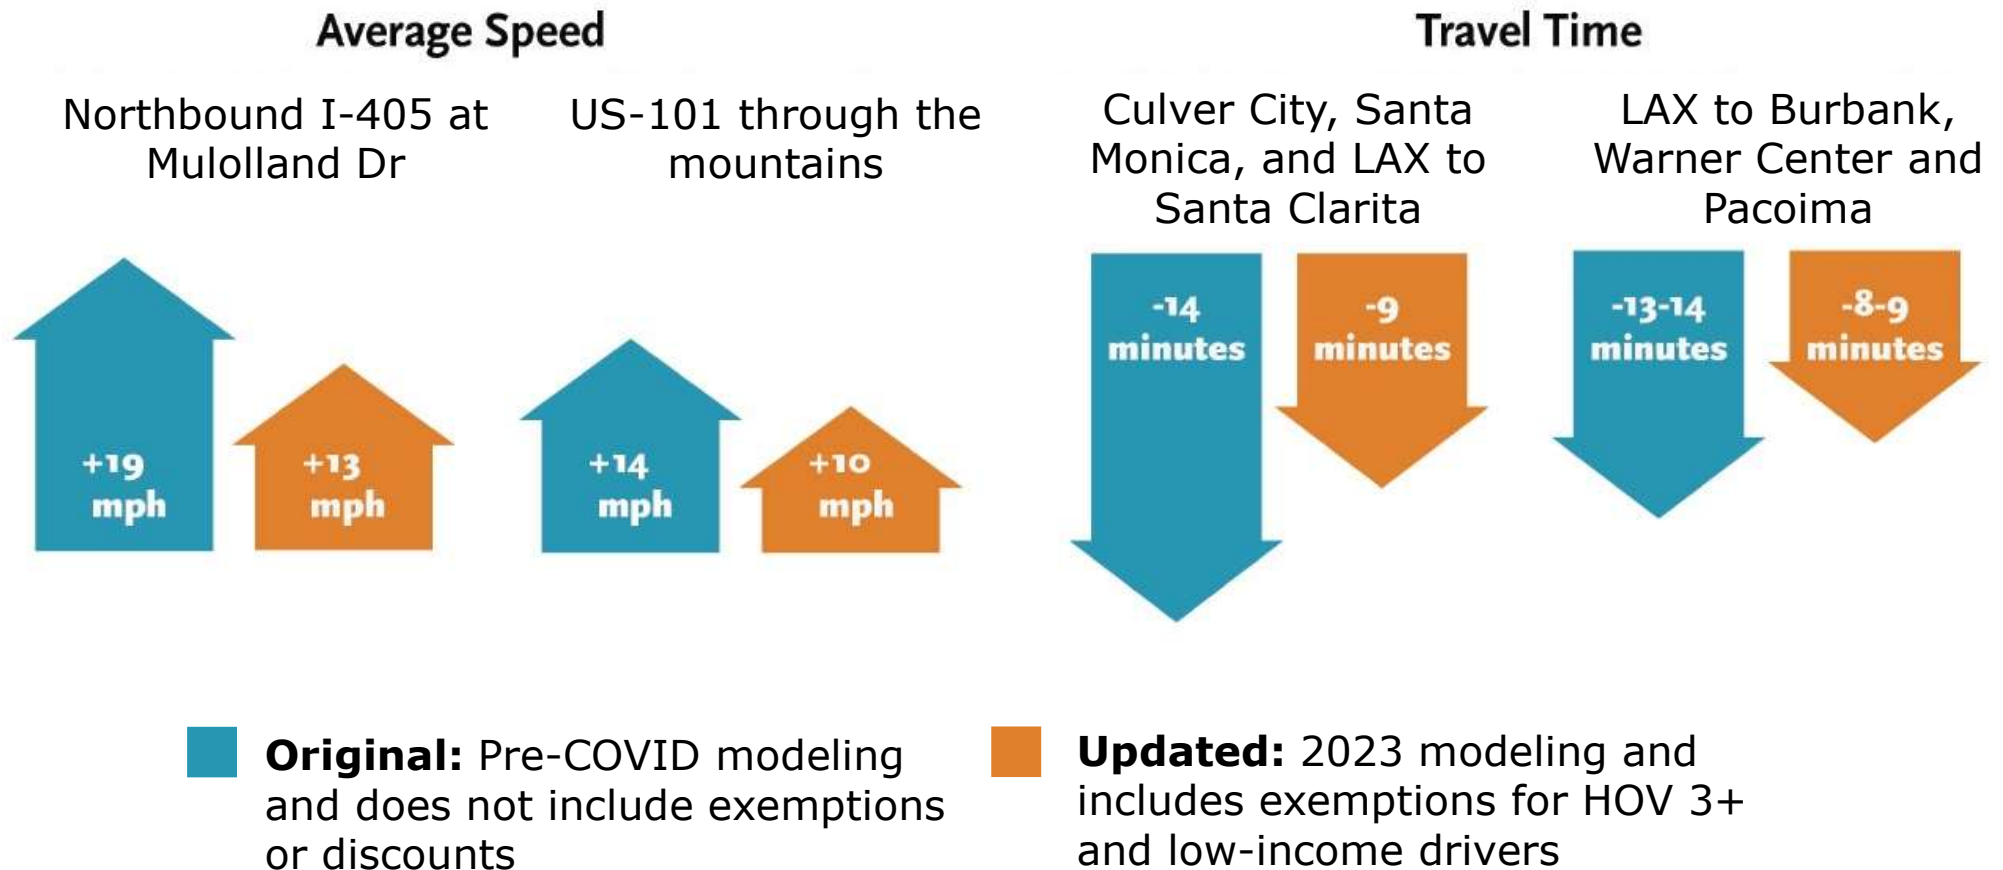 Average Speed
Northbound I-405 at
Mulolland Dr
US-101 through the
mountains
+19
mph
+13
mph
+14
mph
+10
mph
Travel Time
Culver City, Santa
Monica, and LAX to
Santa Clarita
LAX to Burbank,
Warner Center and
Pacoima
-14
minutes
-9
minutes
-13-14
minutes
-8-9
minutes
Original: Pre-COVID modeling
and does not include exemptions
or discounts
Updated: 2023 modeling and
includes exemptions for HOV 3+
and low-income drivers